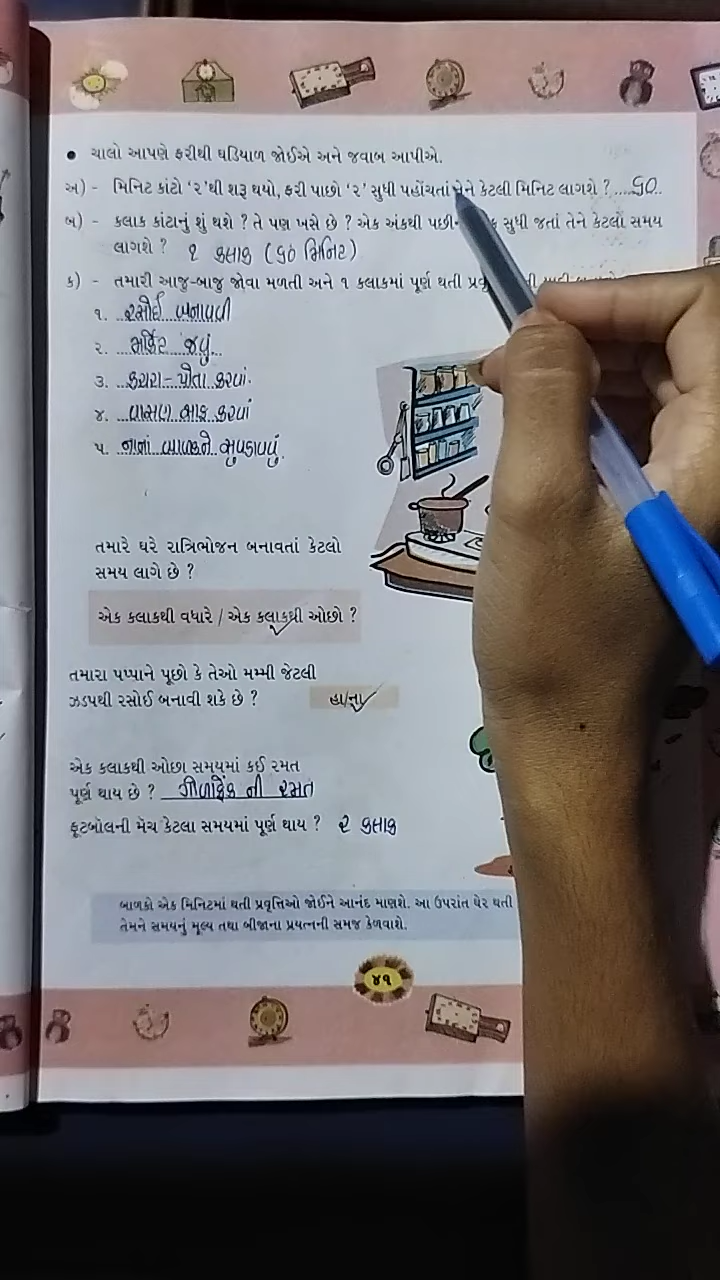 ● ચાલો આપણે ફરીથી ઘડિયાળ જોઈએ અને જવાબ આપીએ.
અ) - મિનિટ કાંટો '૨'થી શરૂ થયો, ફરી પાછો '૨' સુધી પહોંચતાં એને કેટલી મિનિટ લાગશે ? ....૬૦..
બ) - કલાક કાંટાનું શું થશે ? તે પણ ખસે છે ? એક અંકથી પછીના સુધી જતાં તેને કેટલો સમય
લાગશે ? ૧ કલાક (૬૦ મિનિટ)
ક) - તમારી આજુ-બાજુ જોવા મળતી અને ૧ કલાકમાં પૂર્ણ થતી
૧. રસોઈ બનાવવી
૨. માર્કેટ જવું
૩. કચરા-પોતા કરવાં.
૪. વાસણ સાફ કરવાં
૫. નાનાં બાળકને સુવડાવવું.
તમારે ઘરે રાત્રિભોજન બનાવતાં કેટલો
સમય લાગે છે ?
એક કલાકથી વધારે / એક કલાકથી ઓછો ?
તમારા પપ્પાને પૂછો કે તેઓ મમ્મી જેટલી
ઝડપથી રસોઈ બનાવી શકે છે ? હા/ના
એક કલાકથી ઓછા સમયમાં કઈ રમત
પૂર્ણ થાય છે ? ગોળાફેંક ની રમત
ફૂટબોલની મેચ કેટલા સમયમાં પૂર્ણ થાય ? ૨ કલાક
બાળકો એક મિનિટમાં થતી પ્રવૃત્તિઓ જોઈને આનંદ માણશે. આ ઉપરાંત ઘેર થતી
તેમને સમયનું મૂલ્ય તથા બીજાના પ્રયત્નની સમજ કેળવાશે.
૪૧